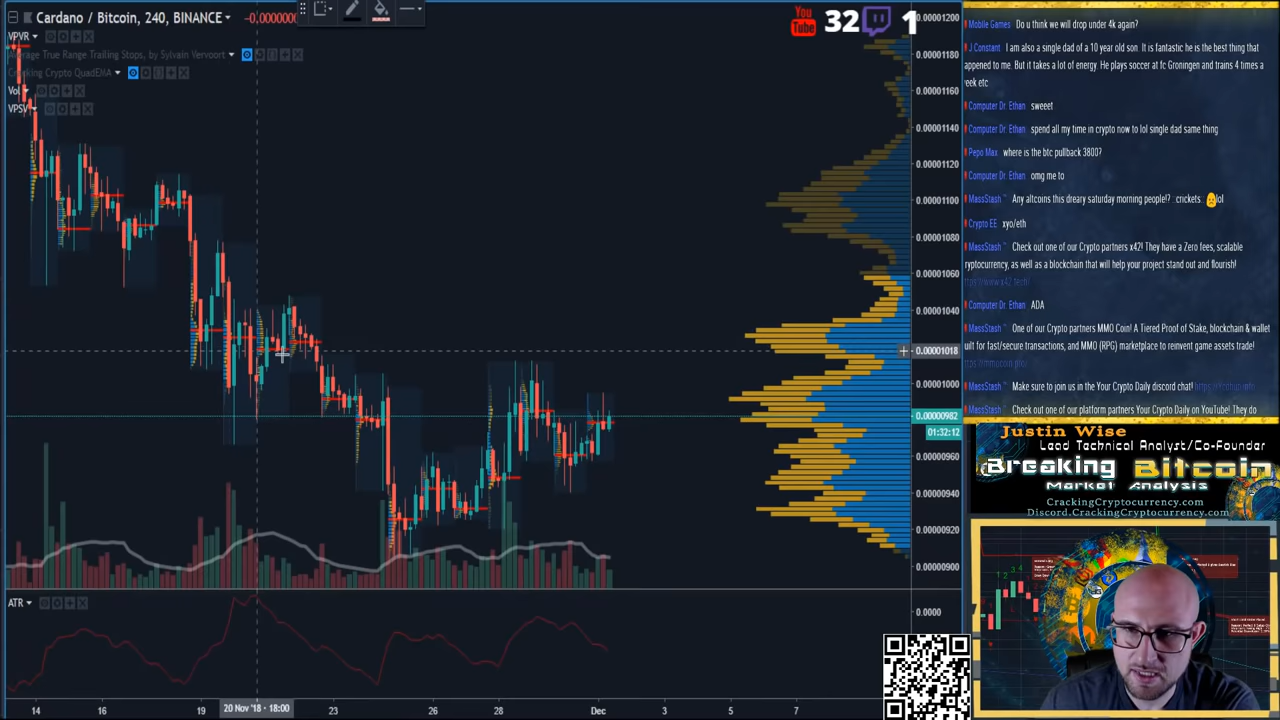 Cardano / Bitcoin, 240, BINANCE
VPVR
Average True Range Trailing Stops, by Sylvain Vervoort
Cracking Crypto QuadEMA
Vol
VPSV
YouTube
32
1
0.00001200
0.00001180
0.00001160
0.00001140
0.00001120
0.00001100
0.00001080
0.00001060
0.00001040
0.00001018
0.00001000
0.00000982
01:32:12
0.00000960
0.00000940
0.00000920
0.00000900
ATR
0.0000
14
16
19
20 Nov '18 - 18:00
23
26
28
Dec
3
5
7
Mobile Games Do u think we will drop under 4k again?
J Constant I am also a single dad of a 10 year old son. It is fantastic he is the best thing that
appened to me. But it takes a lot of energy. He plays soccer at fc Groningen and trains 4 times a
eek etc.
Computer Dr. Ethan sweeet
Computer Dr. Ethan spend all my time in crypto now to lol single dad same thing
Pepo Max where is the btc pullback 3800?
Computer Dr. Ethan omg me to
MassStash Any altcoins this dreary saturday morning people!? :crickets: lol
Crypto EE xyo/eth
MassStash Check out one of our Crypto partners x42! They have a Zero fees, scalable
ryptocurrency, as well as a blockchain that will help your project stand out and flourish!
Computer Dr. Ethan ADA
MassStash One of our Crypto partners MMO Coin! A Tiered Proof of Stake, blockchain & wallet
uilt for fast/secure transactions, and MMO (RPG) marketplace to reinvent game assets trade!
MassStash Make sure to join us in the Your Crypto Daily discord chat!
MassStash Check out one of our platform partners Your Crypto Daily on YouTube! They do
Justin Wise
Lead Technical Analyst/Co-Founder
Breaking Bitcoin
Market Analysis
CrackingCryptocurrency.com
Discord.CrackingCryptocurrency.com